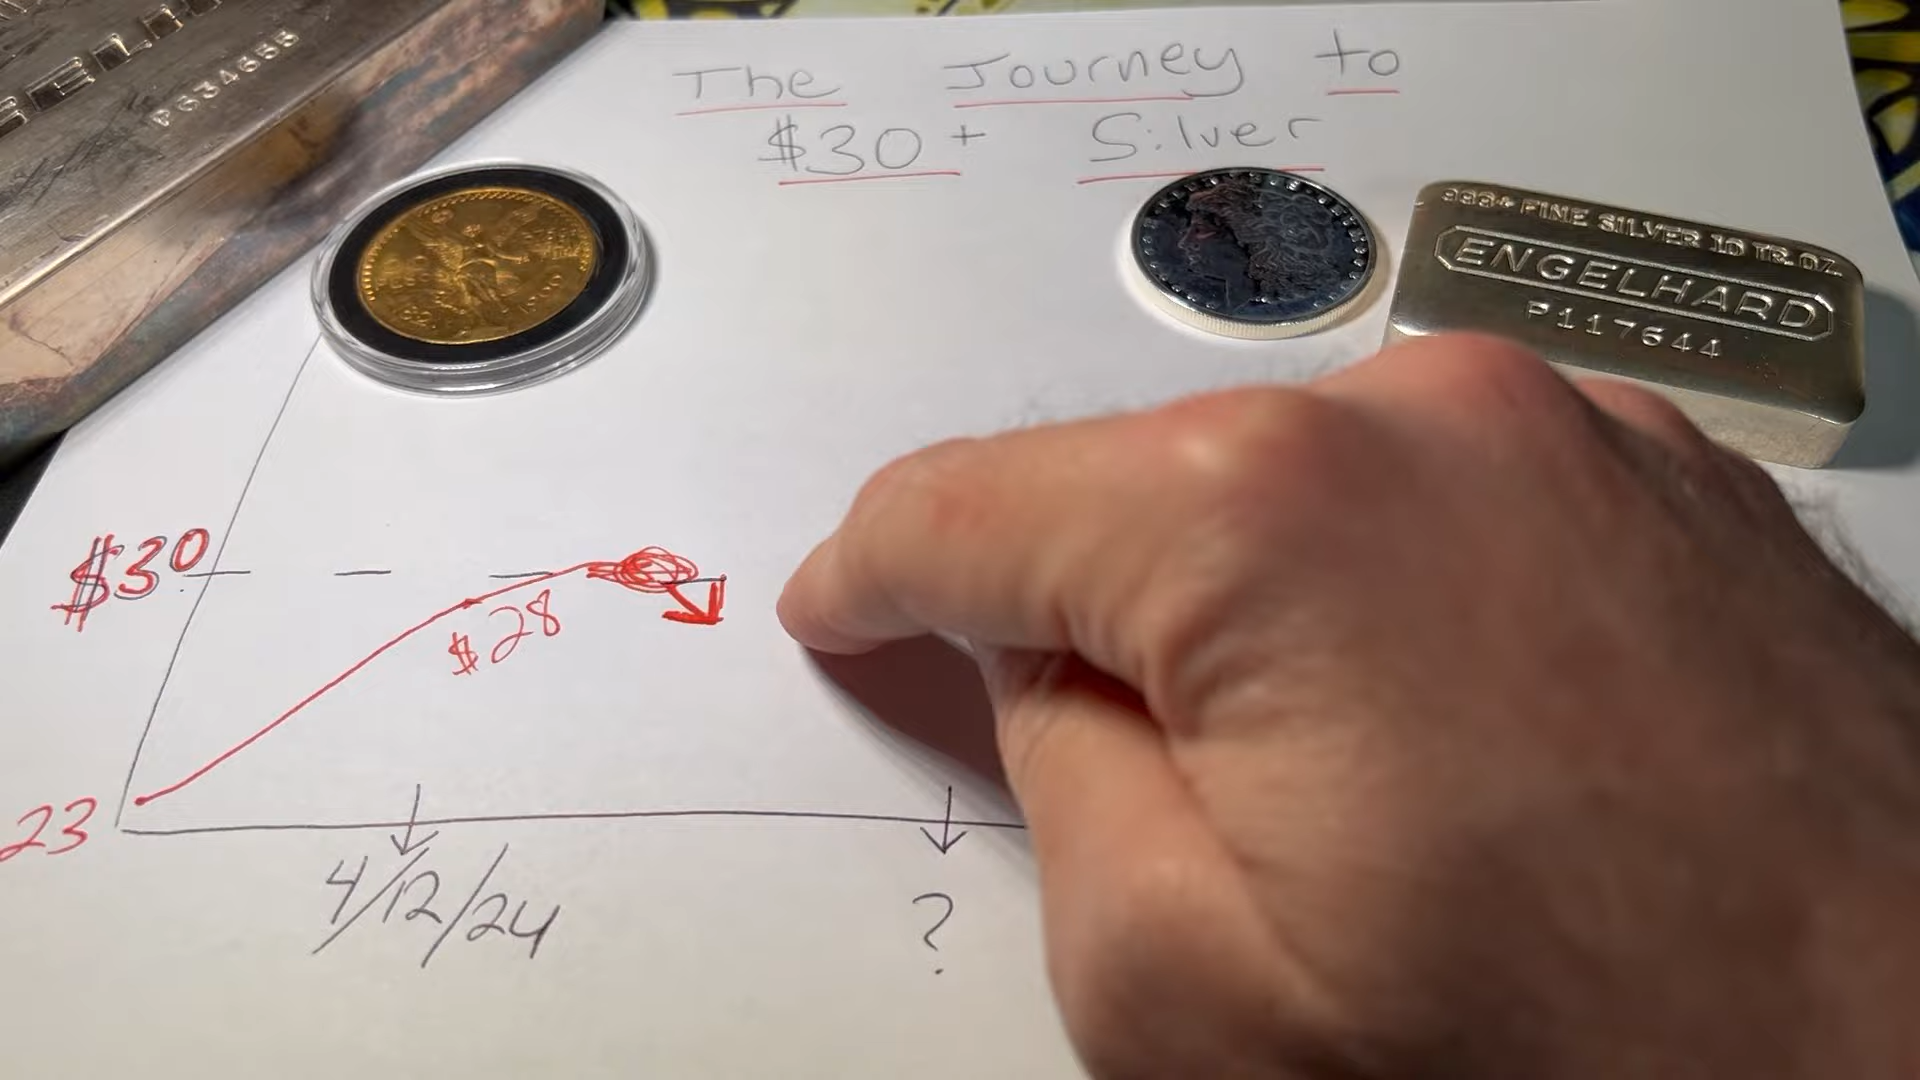 P634655
The Journey to
$30+ Silver
999+ FINE SILVER 10 TR. OZ.
ENGELHARD
P117644
$30
$28
23
4/12/24
?